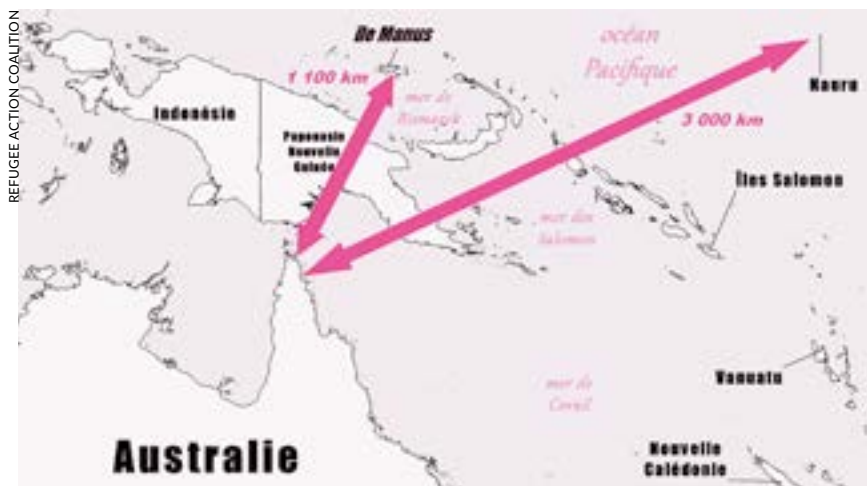 REFUGEE ACTION COALITION
De Manus
océan
Pacifique
1 100 km
Nauru
mer de
Bismarck
Indonésie
3 000 km
Papouasie
Nouvelle
Guinée
Îles Salomon
mer des
Salomon
Vanuatu
mer de
Corail
Nouvelle
Calédonie
Australie